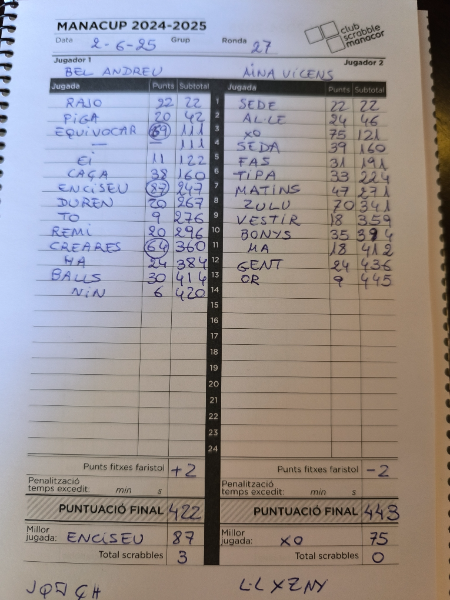 MANACUP 2024-2025
club scrabble manacor
Data 2-6-25 Grup Ronda 27
Jugador 1 Jugador 2
BEL ANDREU AINA VICENS
Jugada Punts Subtotal Jugada Punts Subtotal
RAJO 22 22 1 SEDE 22 22
PIGA 20 42 2 AL·LE 24 46
EQUIVOCAR 69 111 3 XO 75 121
— — 111 4 SEDA 39 160
EI 11 122 5 FAS 31 191
CAGA 38 160 6 TIPA 33 224
ENCISEU 87 247 7 MATINS 47 271
DUREN 20 267 8 ZULU 70 341
TO 9 276 9 VESTIR 18 359
REMI 20 296 10 BONYS 35 394
CREARES 64 360 11 MA 18 412
HA 24 384 12 GENT 24 436
BALLS 30 414 13 OR 9 445
NIN 6 420 14
15
16
17
18
19
20
21
22
23
24
Punts fitxes faristol +2 Punts fitxes faristol -2
Penalització temps excedit: min s Penalització temps excedit: min s
PUNTUACIÓ FINAL 422 PUNTUACIÓ FINAL 443
Millor jugada: ENCISEU 87 Millor jugada: XO 75
Total scrabbles 3 Total scrabbles 0
L·L X Z NY